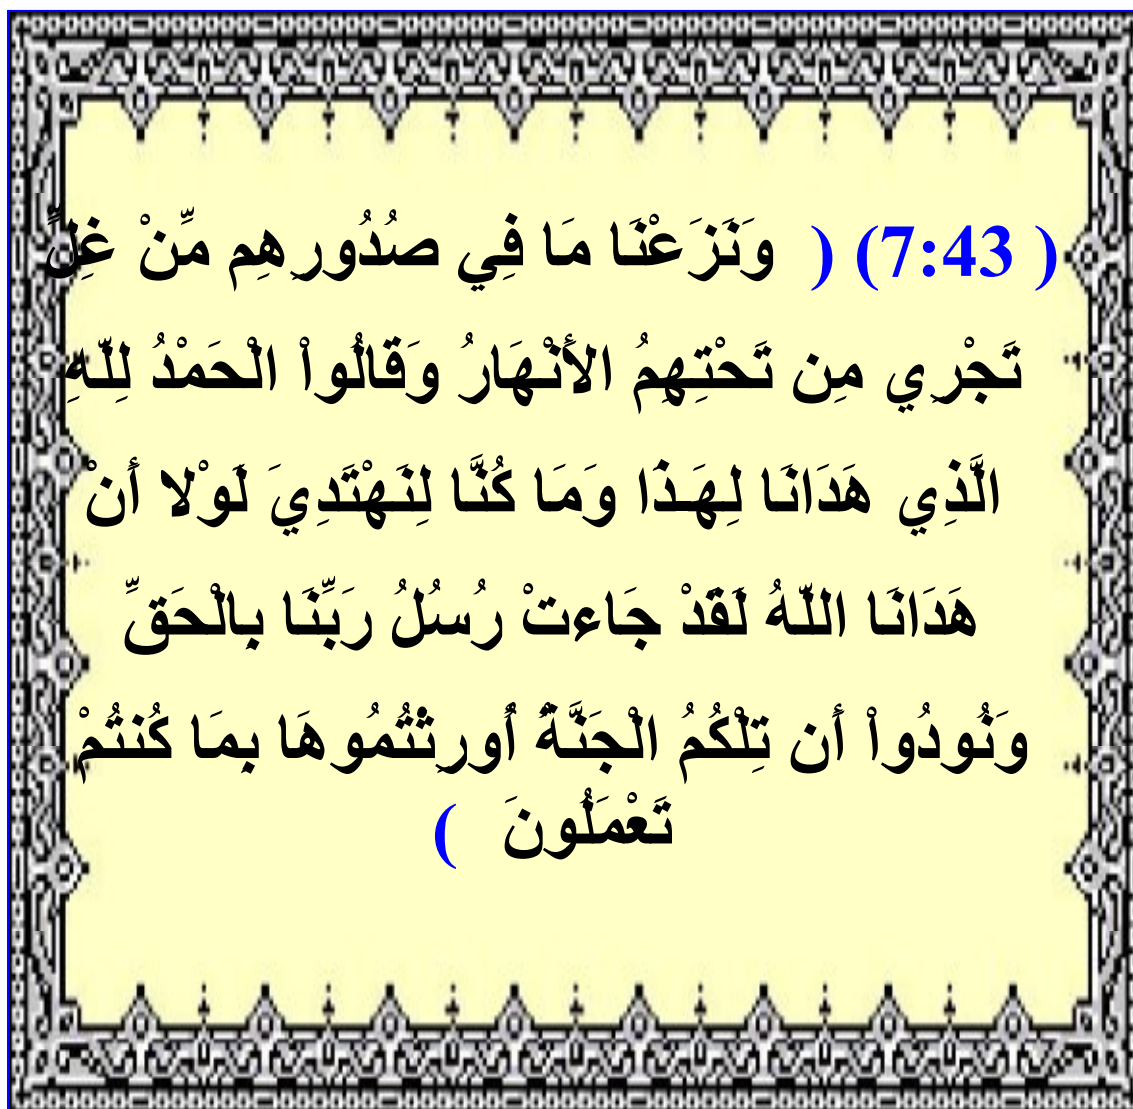 ( 7:43) ( وَنَزَعْنَا مَا فِي صُدُورِهِم مِّنْ غِلٍّ
تَجْرِي مِن تَحْتِهِمُ الأَنْهَارُ وَقَالُواْ الْحَمْدُ لِلّهِ
الَّذِي هَدَانَا لِهَـذَا وَمَا كُنَّا لِنَهْتَدِيَ لَوْلا أَنْ
هَدَانَا اللّهُ لَقَدْ جَاءتْ رُسُلُ رَبِّنَا بِالْحَقِّ
وَنُودُواْ أَن تِلْكُمُ الْجَنَّةُ أُورِثْتُمُوهَا بِمَا كُنتُمْ
تَعْمَلُونَ )